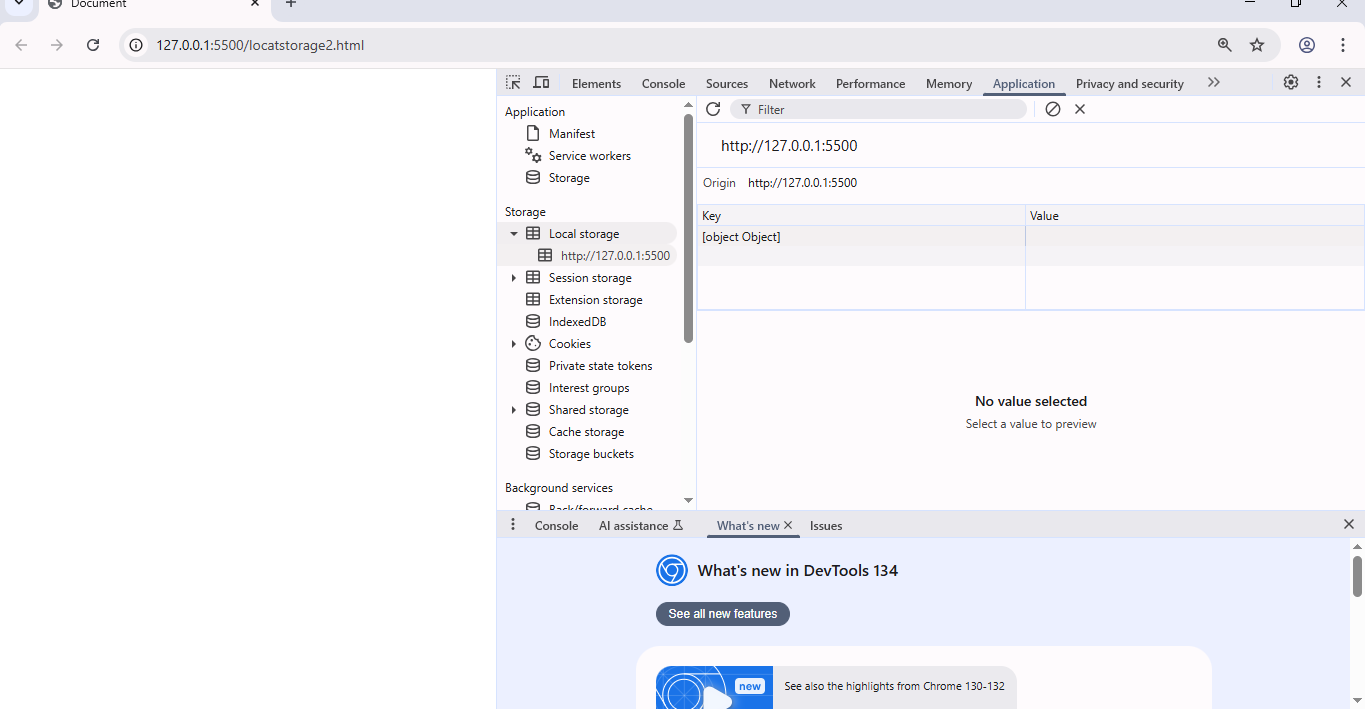 Document
127.0.0.1:5500/locatstorage2.html
Elements Console Sources Network Performance Memory Application Privacy and security
Application
Manifest
Service workers
Storage
Storage
Local storage
http://127.0.0.1:5500
Session storage
Extension storage
IndexedDB
Cookies
Private state tokens
Interest groups
Shared storage
Cache storage
Storage buckets
Background services
Back/forward cache
Filter
http://127.0.0.1:5500
Origin http://127.0.0.1:5500
Key Value
[object Object]
No value selected
Select a value to preview
Console AI assistance What's new Issues
What's new in DevTools 134
See all new features
new
See also the highlights from Chrome 130-132